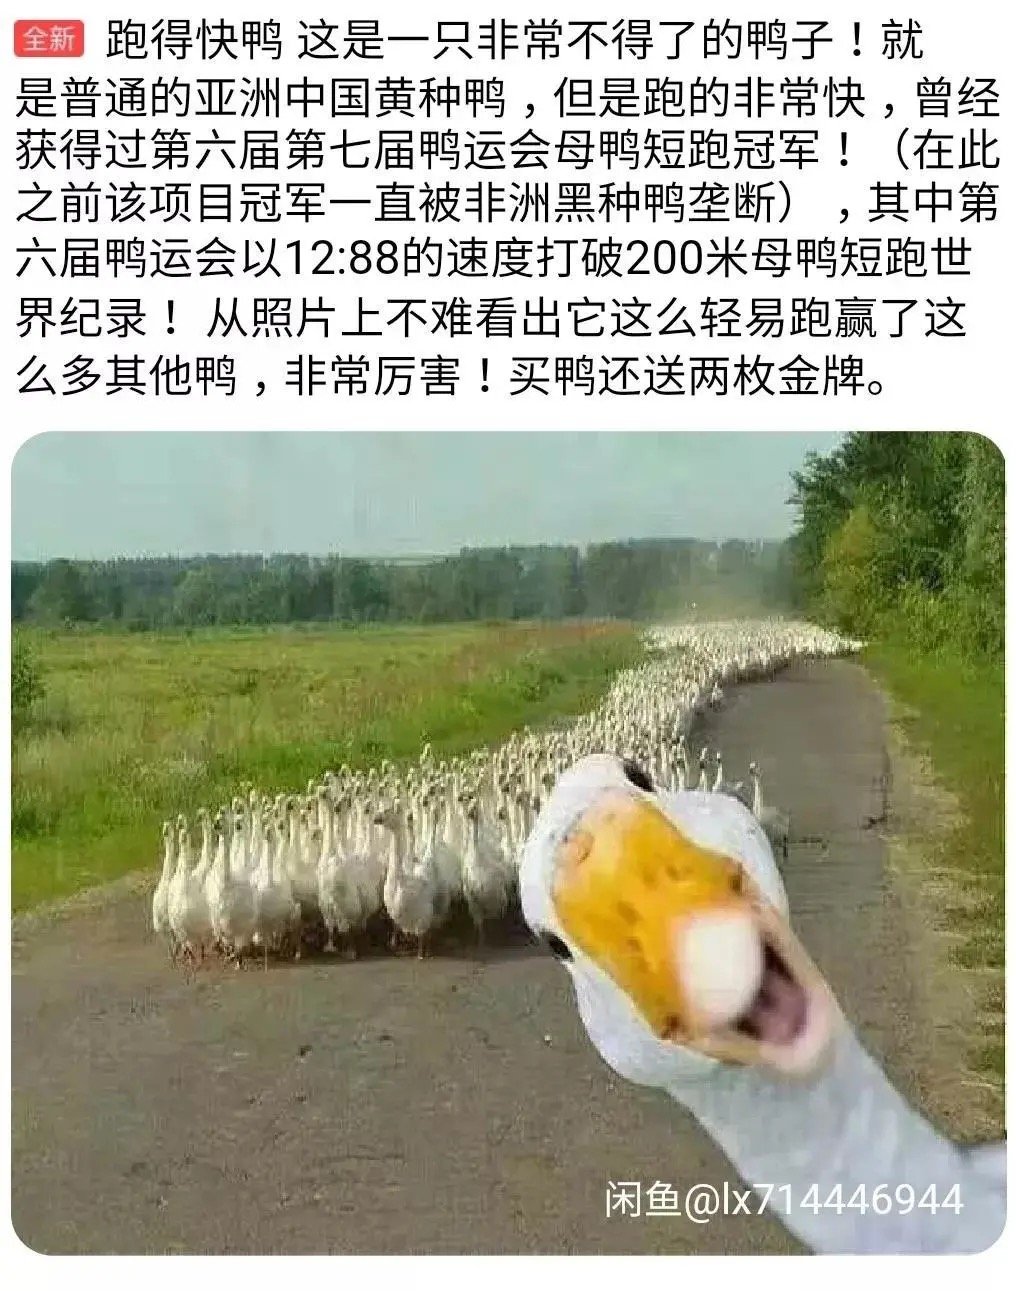 全新 跑得快鸭 这是一只非常不得了的鸭子！就
是普通的亚洲中国黄种鸭，但是跑的非常快，曾经
获得过第六届第七届鸭运会母鸭短跑冠军！（在此
之前该项目冠军一直被非洲黑种鸭垄断），其中第
六届鸭运会以12:88的速度打破200米母鸭短跑世
界纪录！ 从照片上不难看出它这么轻易跑赢了这
么多其他鸭，非常厉害！买鸭还送两枚金牌。
闲鱼@lx714446944